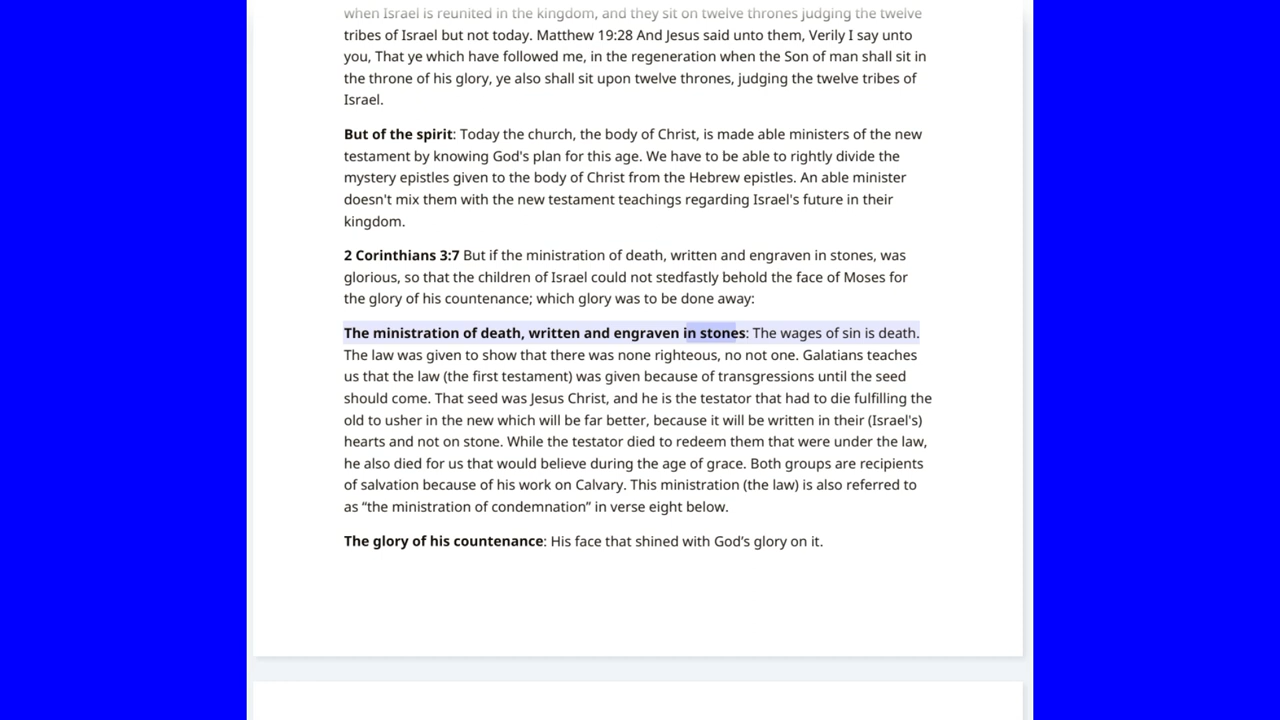 when Israel is reunited in the kingdom, and they sit on twelve thrones judging the twelve
tribes of Israel but not today. Matthew 19:28 And Jesus said unto them, Verily I say unto
you, That ye which have followed me, in the regeneration when the Son of man shall sit in
the throne of his glory, ye also shall sit upon twelve thrones, judging the twelve tribes of
Israel.
But of the spirit: Today the church, the body of Christ, is made able ministers of the new
testament by knowing God's plan for this age. We have to be able to rightly divide the
mystery epistles given to the body of Christ from the Hebrew epistles. An able minister
doesn't mix them with the new testament teachings regarding Israel's future in their
kingdom.
2 Corinthians 3:7 But if the ministration of death, written and engraven in stones, was
glorious, so that the children of Israel could not stedfastly behold the face of Moses for
the glory of his countenance; which glory was to be done away:
The ministration of death, written and engraven in stones: The wages of sin is death.
The law was given to show that there was none righteous, no not one. Galatians teaches
us that the law (the first testament) was given because of transgressions until the seed
should come. That seed was Jesus Christ, and he is the testator that had to die fulfilling the
old to usher in the new which will be far better, because it will be written in their (Israel's)
hearts and not on stone. While the testator died to redeem them that were under the law,
he also died for us that would believe during the age of grace. Both groups are recipients
of salvation because of his work on Calvary. This ministration (the law) is also referred to
as “the ministration of condemnation” in verse eight below.
The glory of his countenance: His face that shined with God’s glory on it.